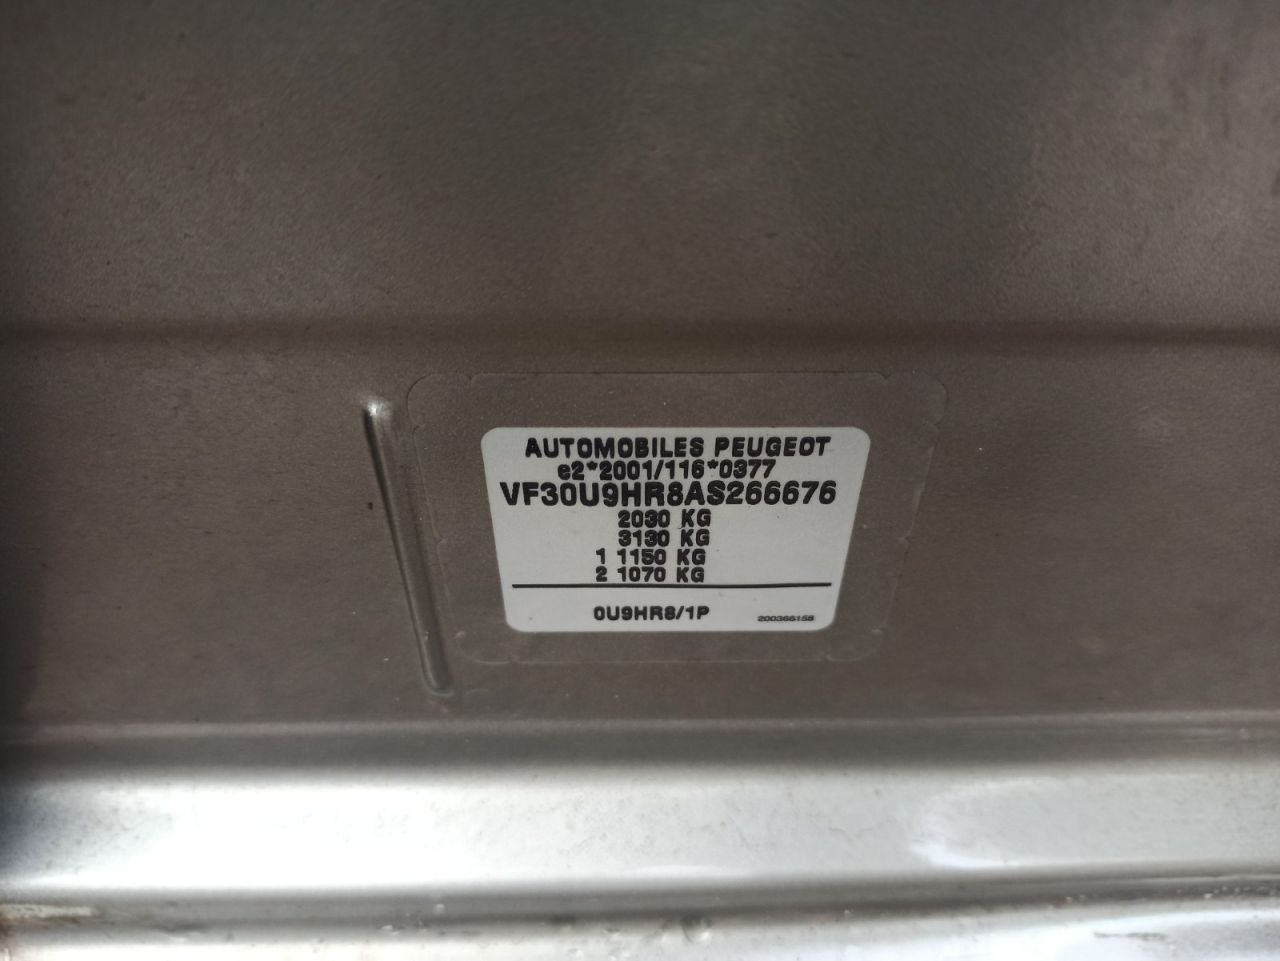 AUTOMOBILES PEUGEOT
e2*2001/116*0377
VF30U9HR8AS266676
2030 KG
3130 KG
1 1150 KG
2 1070 KG
0U9HR8/1P
200366158